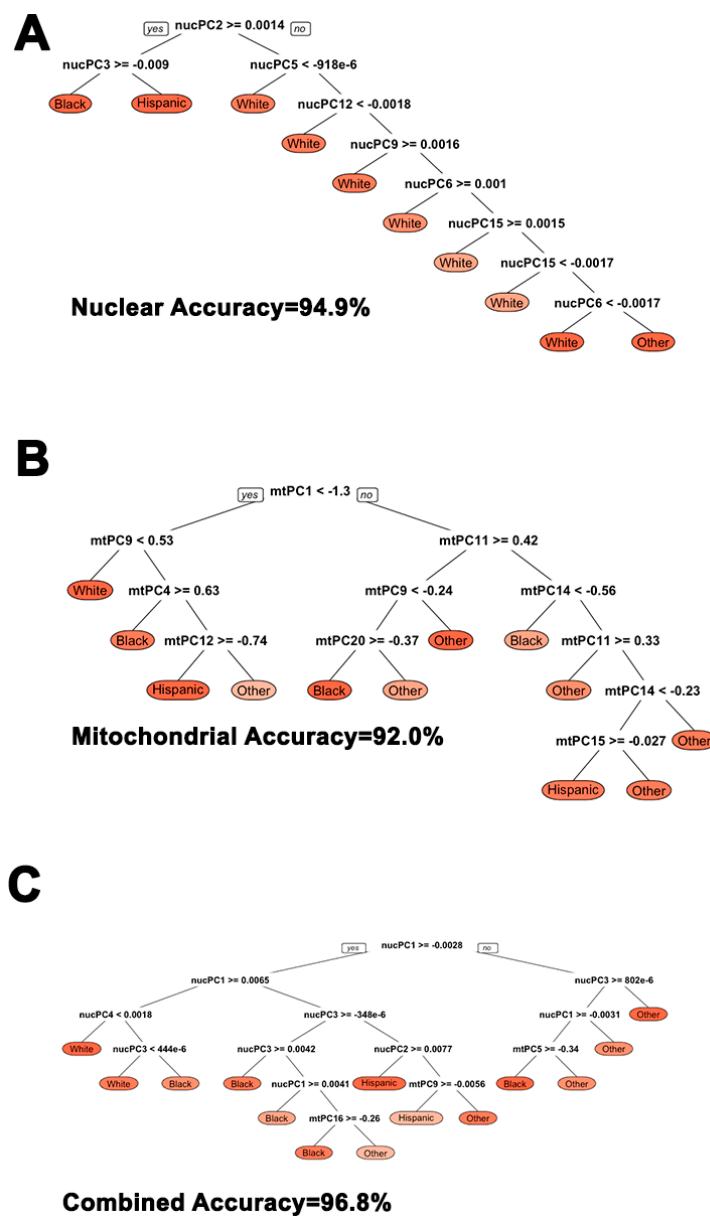 A
yes nucPC2 >= 0.0014 no
nucPC3 >= -0.009 nucPC5 < -918e-6
Black Hispanic White nucPC12 < -0.0018
White nucPC9 >= 0.0016
White nucPC6 >= 0.001
White nucPC15 >= 0.0015
White nucPC15 < -0.0017
White nucPC6 < -0.0017
Nuclear Accuracy=94.9%
White Other
B
yes mtPC1 < -1.3 no
mtPC9 < 0.53 mtPC11 >= 0.42
White mtPC4 >= 0.63 mtPC9 < -0.24 mtPC14 < -0.56
Black mtPC12 >= -0.74 mtPC20 >= -0.37 Other Black mtPC11 >= 0.33
Hispanic Other Black Other Other mtPC14 < -0.23
Mitochondrial Accuracy=92.0%
mtPC15 >= -0.027 Other
Hispanic Other
C
yes nucPC1 >= -0.0028 no
nucPC1 >= 0.0065 nucPC3 >= 802e-6
nucPC4 < 0.0018 nucPC3 >= -348e-6 nucPC1 >= -0.0031 Other
White nucPC3 < 444e-6 nucPC3 >= 0.0042 nucPC2 >= 0.0077 mtPC5 >= -0.34 Other
White Black Black nucPC1 >= 0.0041 Hispanic mtPC9 >= -0.0056 Black Other
Black mtPC16 >= -0.26 Hispanic Other
Black Other
Combined Accuracy=96.8%